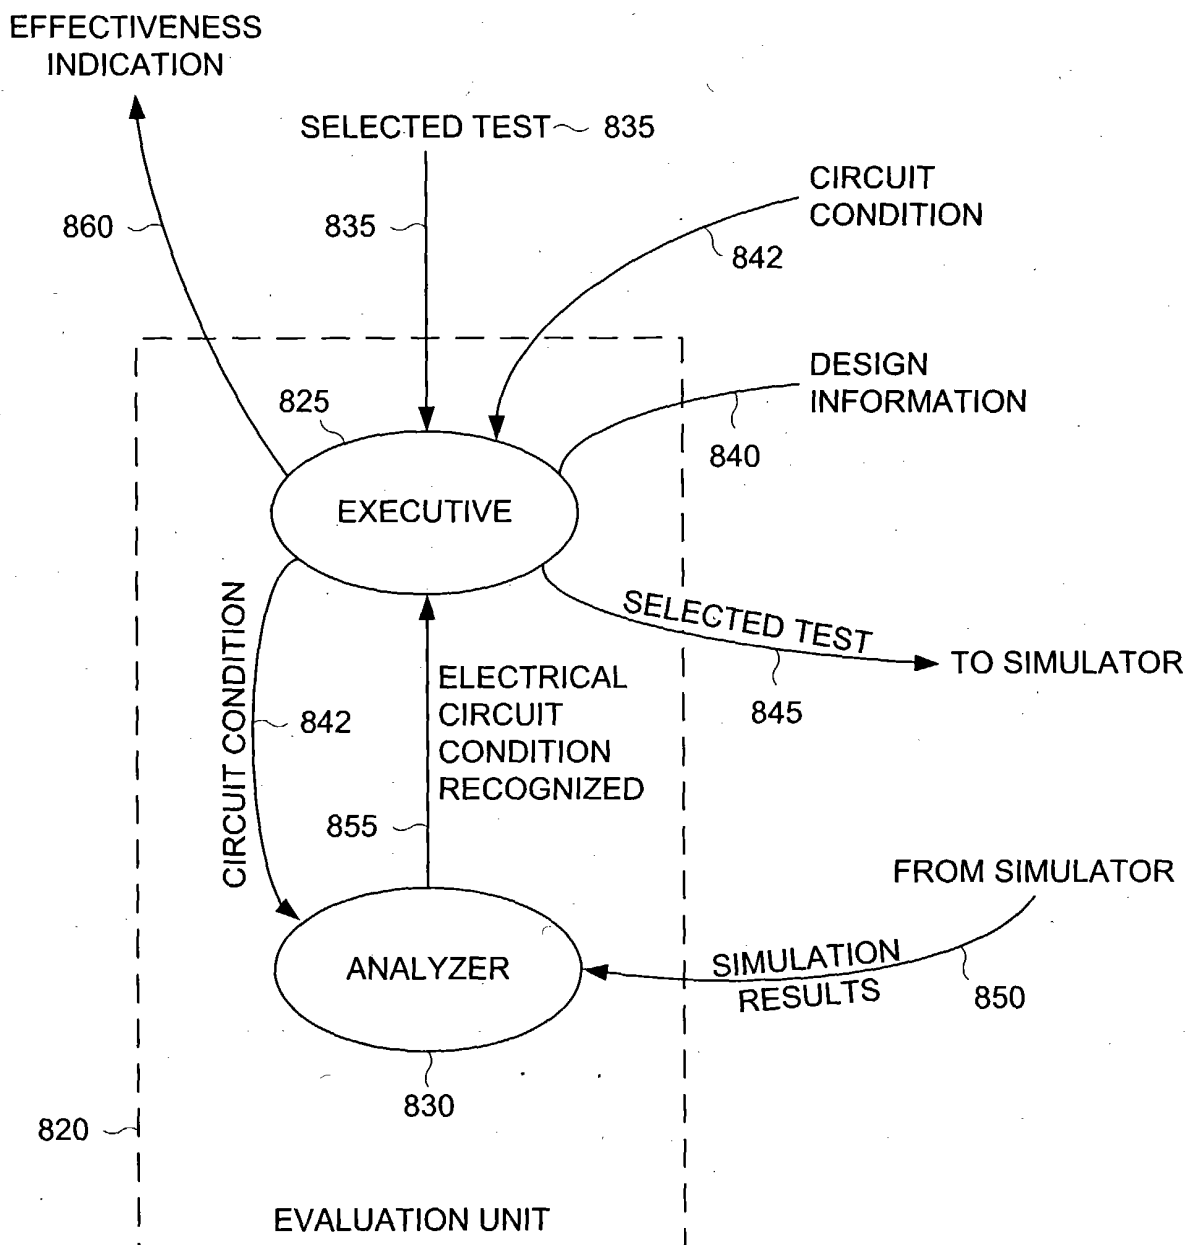 EFFECTIVENESS
INDICATION
SELECTED TEST 835
CIRCUIT
CONDITION
860
835
842
DESIGN
INFORMATION
825
840
EXECUTIVE
SELECTED TEST
TO SIMULATOR
845
CIRCUIT CONDITION
842
ELECTRICAL
CIRCUIT
CONDITION
RECOGNIZED
855
FROM SIMULATOR
ANALYZER
SIMULATION
RESULTS
850
830
820
EVALUATION UNIT